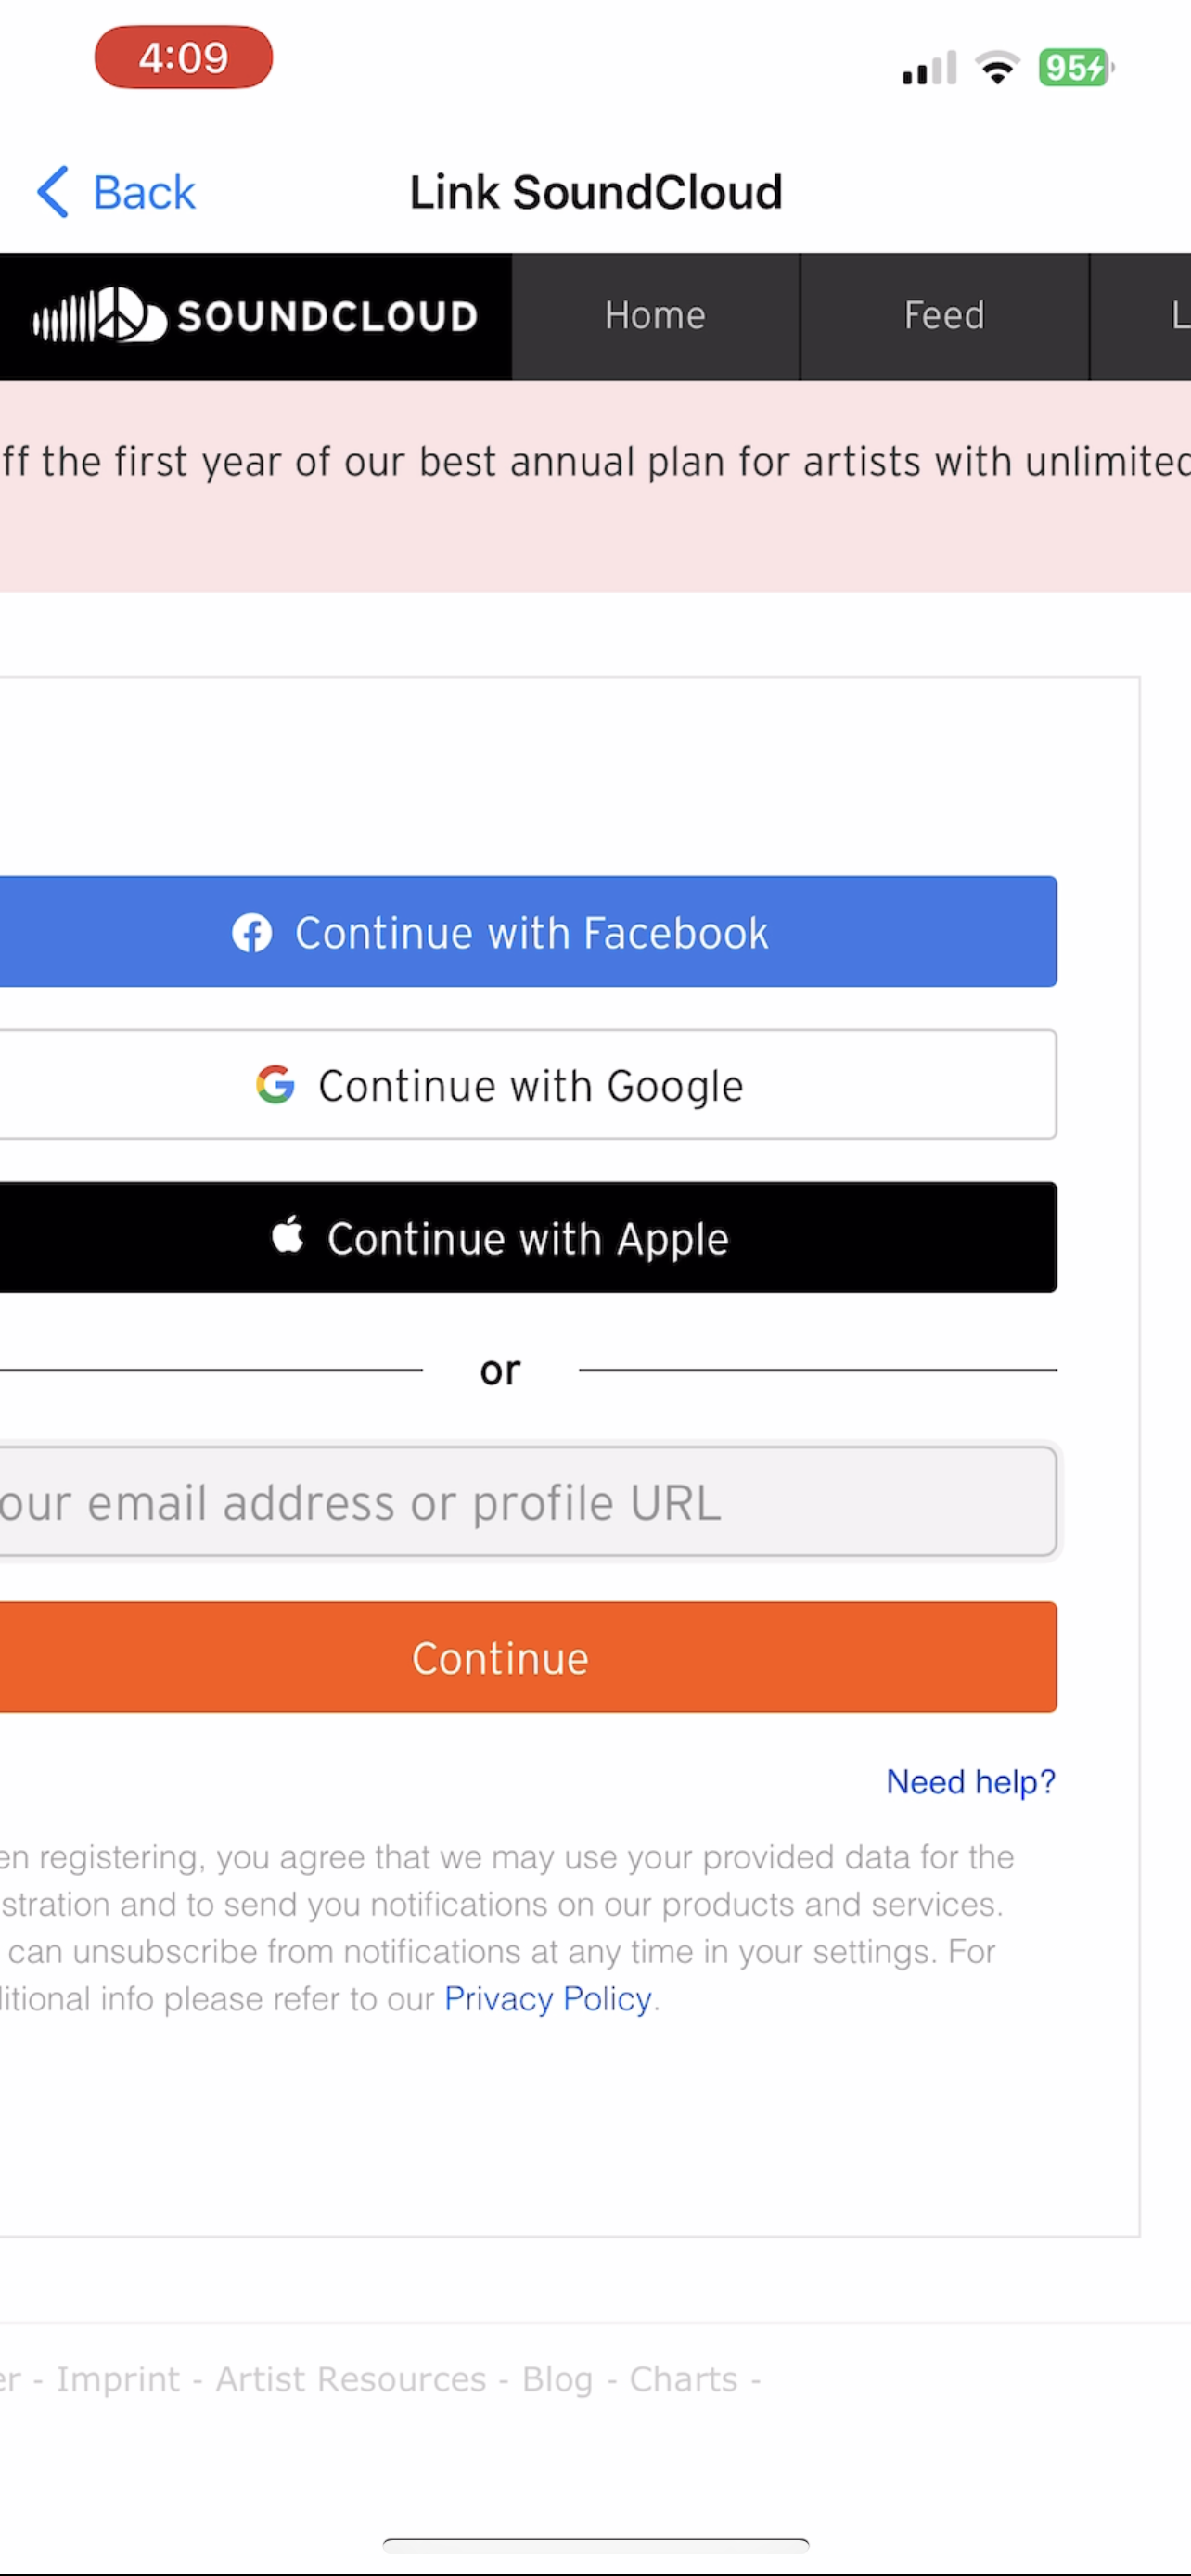 4:09
95
Back
Link SoundCloud
SOUNDCLOUD
Home
Feed
L
ff the first year of our best annual plan for artists with unlimited
Continue with Facebook
Continue with Google
Continue with Apple
or
our email address or profile URL
Continue
Need help?
en registering, you agree that we may use your provided data for the
stration and to send you notifications on our products and services.
can unsubscribe from notifications at any time in your settings. For
ditional info please refer to our Privacy Policy.
er - Imprint - Artist Resources - Blog - Charts -